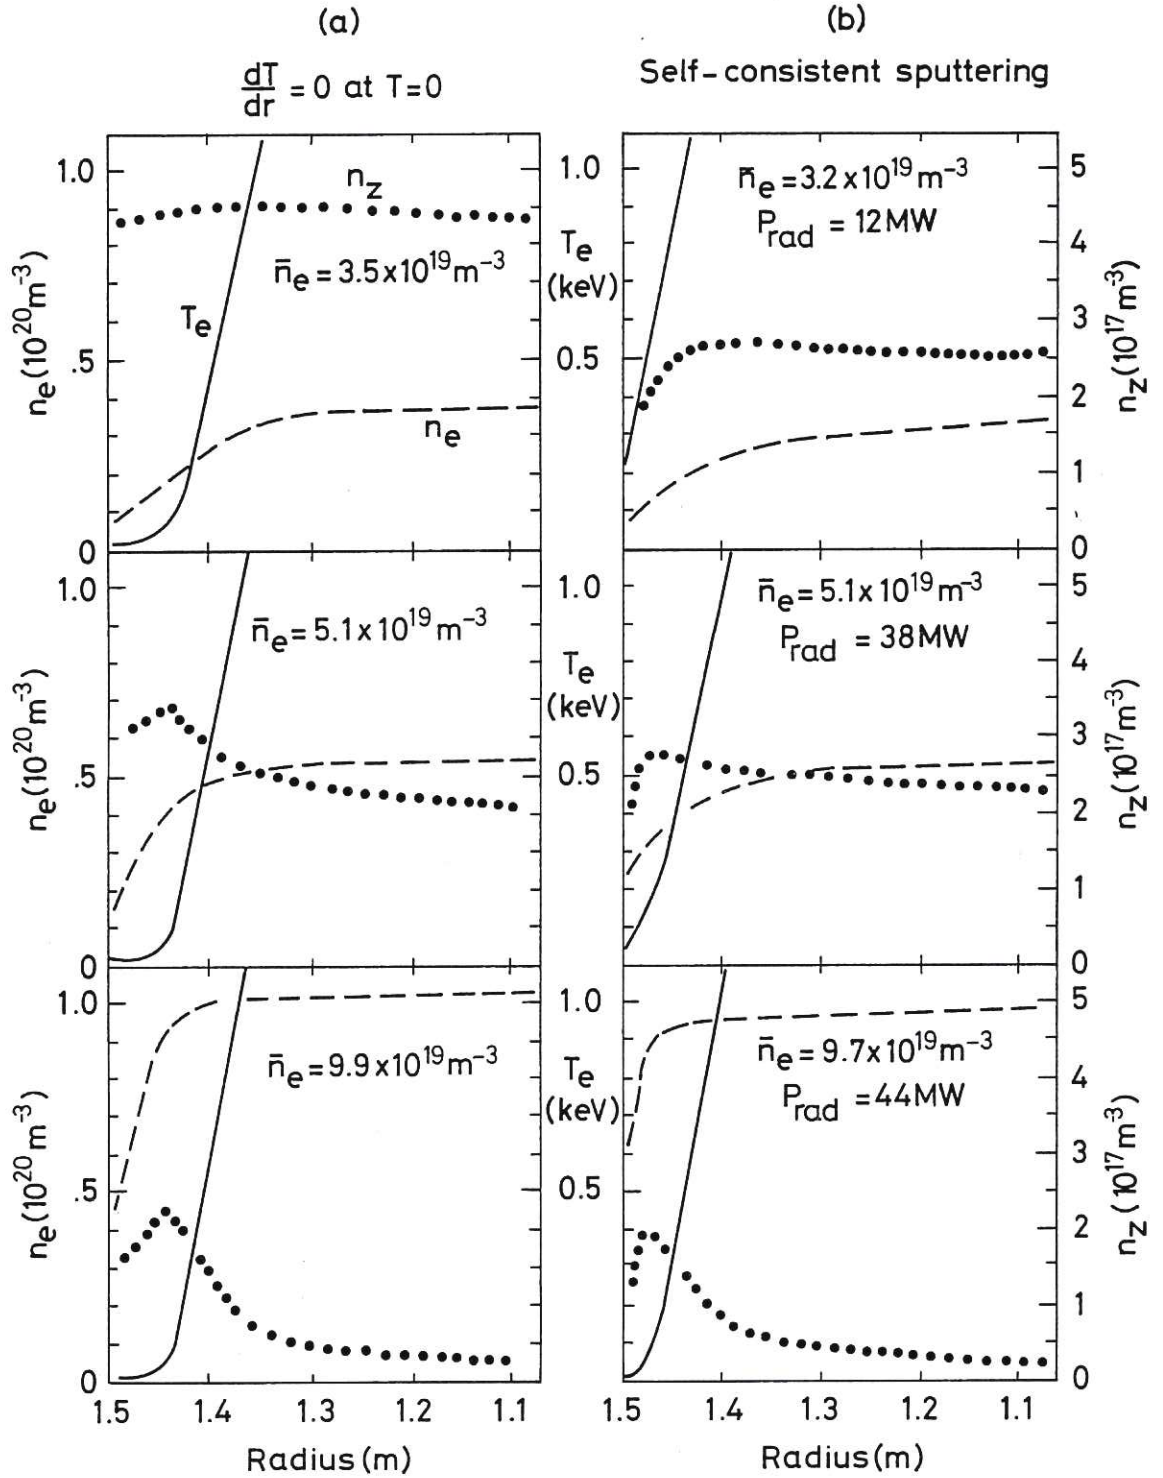 (a)
dT/dr = 0 at T=0
(b)
Self-consistent sputtering
1.0
.5
0
n_e (10^20 m^-3)
n_z
n̄_e = 3.5x10^19 m^-3
T_e
n_e
1.0
T_e
(keV)
0.5
n̄_e = 3.2x10^19 m^-3
P_rad = 12MW
5
4
3
2
1
0
n_z (10^17 m^-3)
1.0
.5
0
n_e (10^20 m^-3)
n̄_e = 5.1x10^19 m^-3
1.0
T_e
(keV)
0.5
n̄_e = 5.1x10^19 m^-3
P_rad = 38MW
5
4
3
2
1
0
n_z (10^17 m^-3)
1.0
.5
0
n_e (10^20 m^-3)
n̄_e = 9.9x10^19 m^-3
1.0
T_e
(keV)
0.5
n̄_e = 9.7x10^19 m^-3
P_rad = 44MW
5
4
3
2
1
0
n_z (10^17 m^-3)
1.5 1.4 1.3 1.2 1.1
Radius (m)
1.5 1.4 1.3 1.2 1.1
Radius (m)